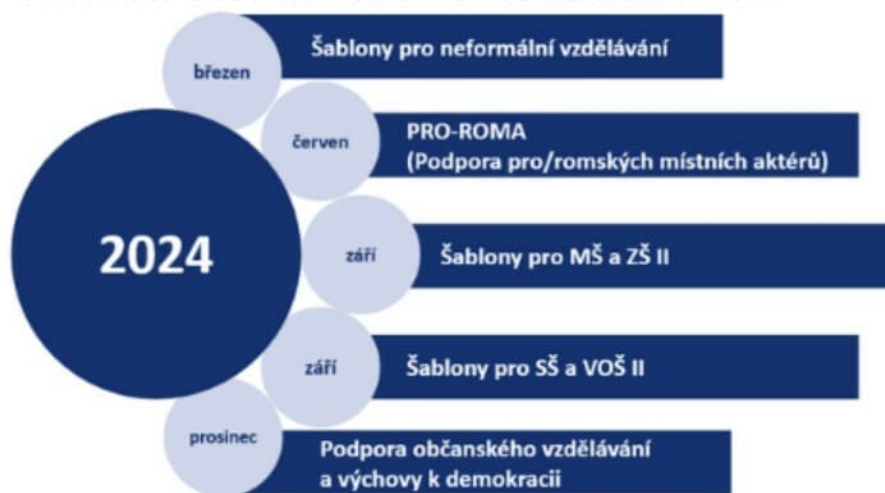 březen
Šablony pro neformální vzdělávání
červen
PRO-ROMA
(Podpora pro/romských místních aktérů)
2024
září
Šablony pro MŠ a ZŠ II
září
Šablony pro SŠ a VOŠ II
prosinec
Podpora občanského vzdělávání
a výchovy k demokracii